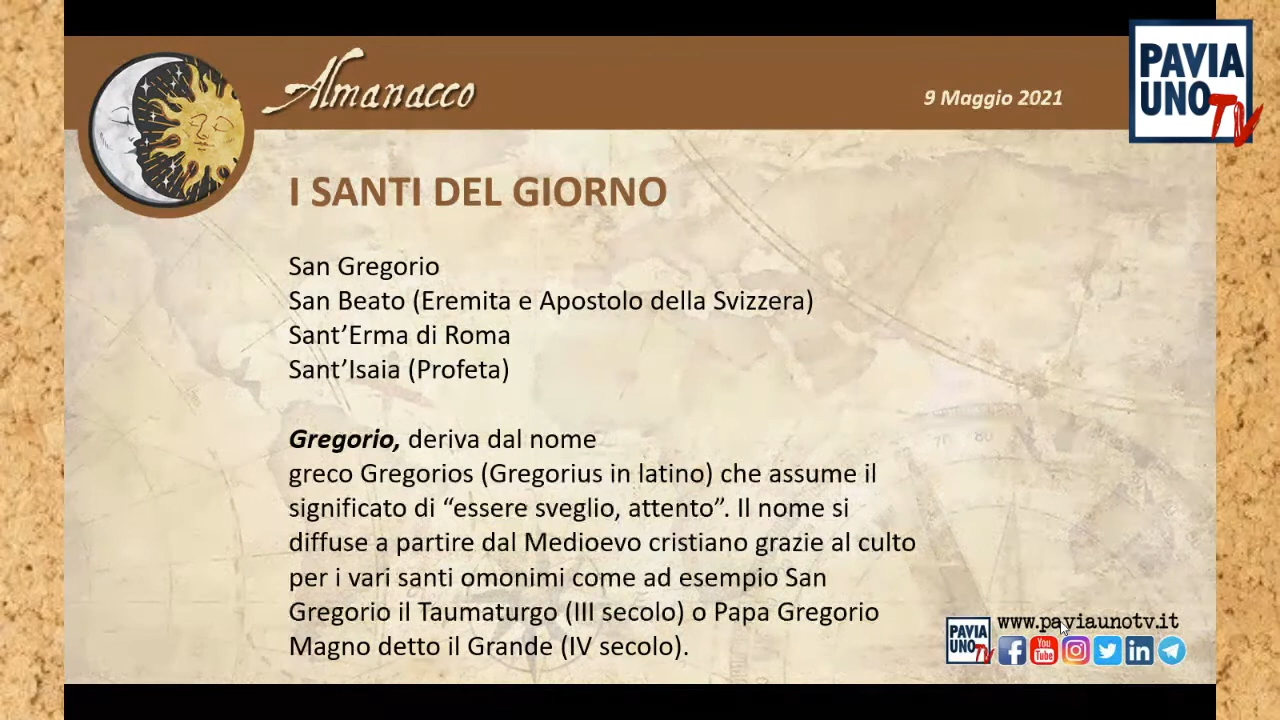 Almanacco
9 Maggio 2021
PAVIA
UNO TV
I SANTI DEL GIORNO
San Gregorio
San Beato (Eremita e Apostolo della Svizzera)
Sant’Erma di Roma
Sant’Isaia (Profeta)
Gregorio, deriva dal nome
greco Gregorios (Gregorius in latino) che assume il
significato di “essere sveglio, attento”. Il nome si
diffuse a partire dal Medioevo cristiano grazie al culto
per i vari santi omonimi come ad esempio San
Gregorio il Taumaturgo (III secolo) o Papa Gregorio
Magno detto il Grande (IV secolo).
www.paviaunotv.it
PAVIA
UNO TV
You
Tube